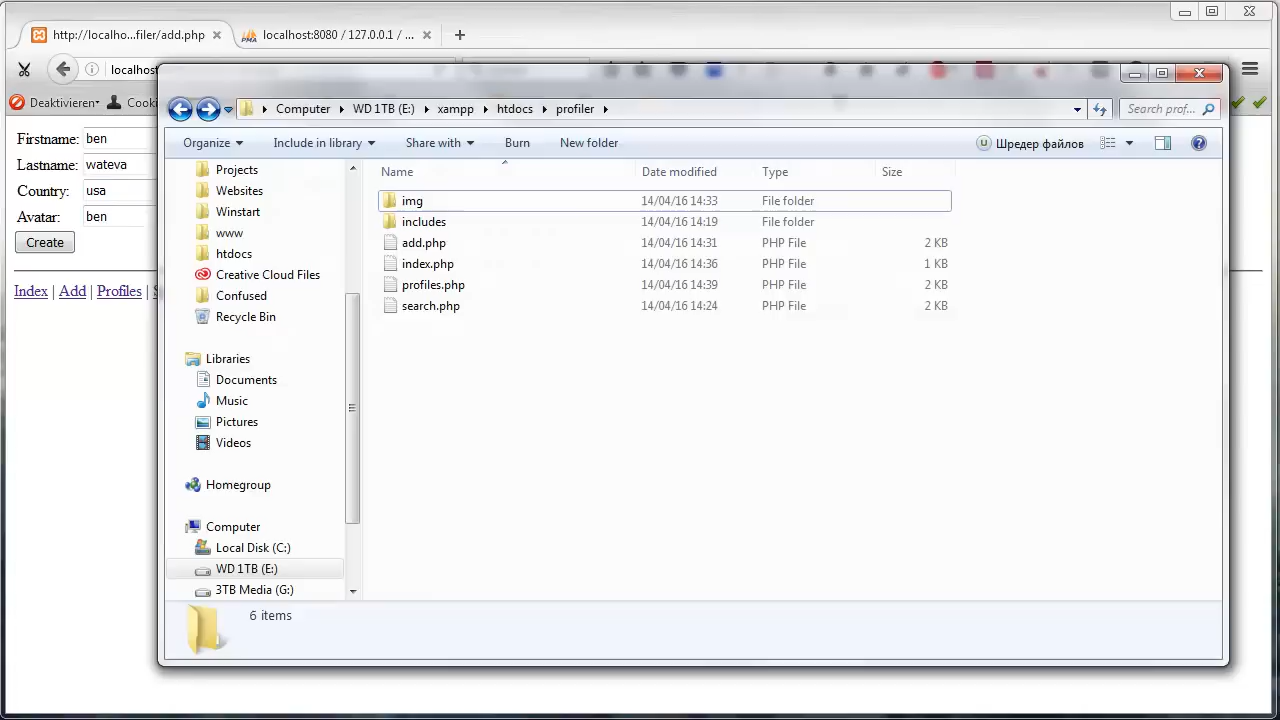 http://localho...filer/add.php
localhost:8080 / 127.0.0.1 / ...
localhost
Deaktivieren
Firstname: ben
Lastname: wateva
Country: usa
Avatar: ben
Create
Index | Add | Profiles |
Computer WD 1TB (E:) xampp htdocs profiler
Search prof...
Organize Include in library Share with Burn New folder Шредер файлов
Projects
Websites
Winstart
www
htdocs
Creative Cloud Files
Confused
Recycle Bin
Libraries
Documents
Music
Pictures
Videos
Homegroup
Computer
Local Disk (C:)
WD 1TB (E:)
3TB Media (G:)
Name Date modified Type Size
img 14/04/16 14:33 File folder
includes 14/04/16 14:19 File folder
add.php 14/04/16 14:31 PHP File 2 KB
index.php 14/04/16 14:36 PHP File 1 KB
profiles.php 14/04/16 14:39 PHP File 2 KB
search.php 14/04/16 14:24 PHP File 2 KB
6 items